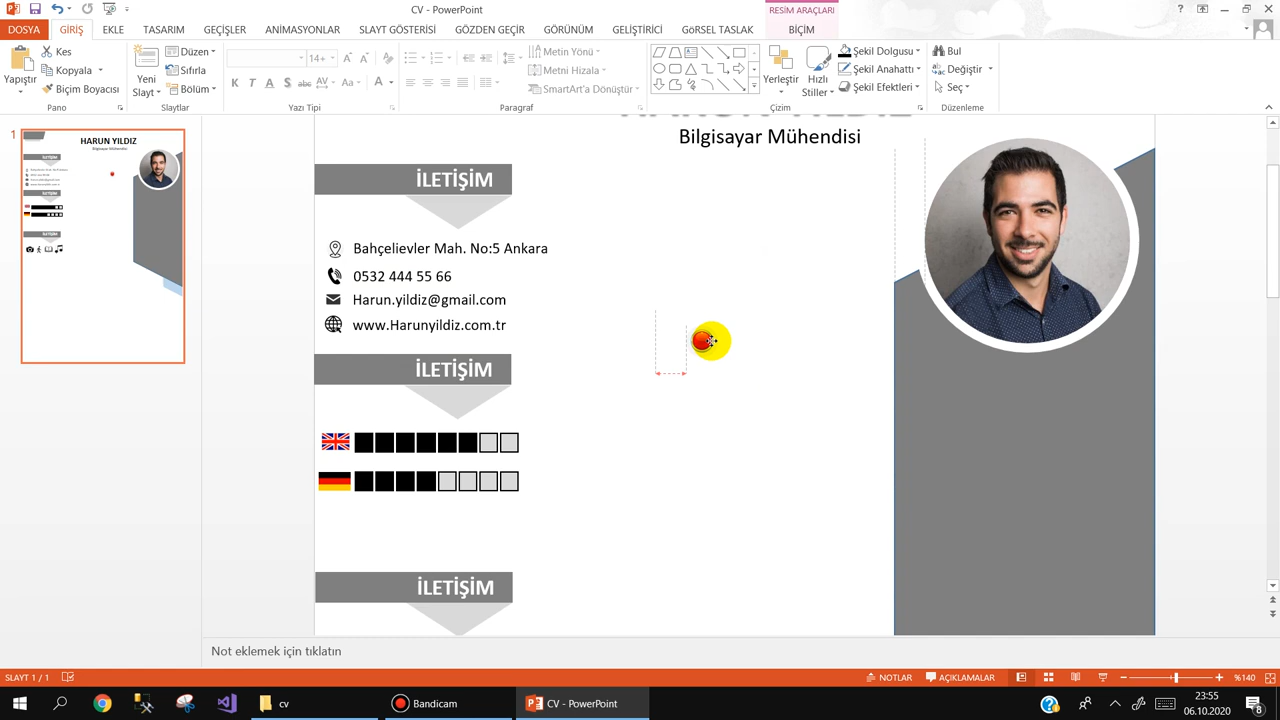 CV - PowerPoint
RESİM ARAÇLARI
DOSYA
GİRİŞ
EKLE
TASARIM
GEÇİŞLER
ANİMASYONLAR
SLAYT GÖSTERİSİ
GÖZDEN GEÇİR
GÖRÜNÜM
GELİŞTİRİCİ
GöRSEL TASLAK
BİÇİM
Yapıştır
Kes
Kopyala
Biçim Boyacısı
Pano
Yeni
Slayt
Düzen
Sıfırla
Bölüm
Slaytlar
14+
Yazı Tipi
Metin Yönü
Metni Hizala
SmartArt'a Dönüştür
Paragraf
Yerleştir
Hızlı
Stiller
Şekil Dolgusu
Şekil Anahattı
Şekil Efektleri
Çizim
Bul
Değiştir
Seç
Düzenleme
1
HARUN YILDIZ
Bilgisayar Mühendisi
Bilgisayar Mühendisi
İLETİŞİM
Bahçelievler Mah. No:5 Ankara
0532 444 55 66
Harun.yildiz@gmail.com
www.Harunyildiz.com.tr
İLETİŞİM
İLETİŞİM
Not eklemek için tıklatın
SLAYT 1 / 1
NOTLAR
AÇIKLAMALAR
%140
cv
Bandicam
CV - PowerPoint
23:55
06.10.2020
8